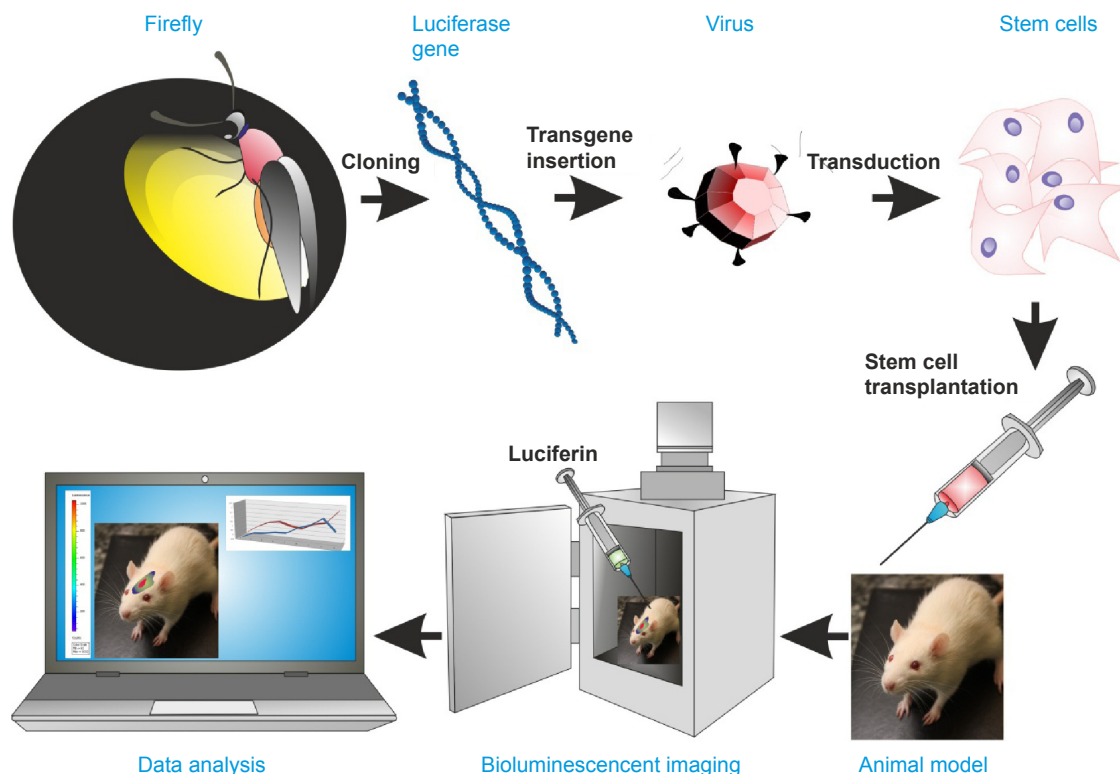 Firefly
Luciferase
gene
Virus
Stem cells
Cloning
Transgene
insertion
Transduction
Stem cell
transplantation
Luciferin
Data analysis
Bioluminescent imaging
Animal model